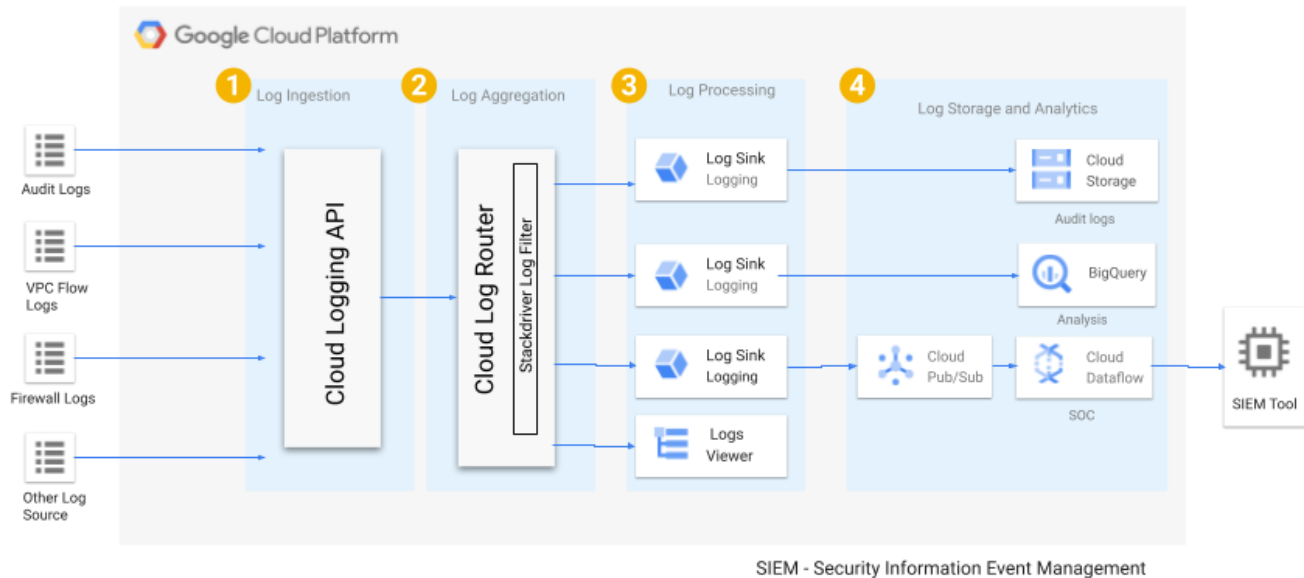 Google Cloud Platform
1
Log Ingestion
2
Log Aggregation
3
Log Processing
4
Log Storage and Analytics
Audit Logs
VPC Flow
Logs
Firewall Logs
Other Log
Source
Cloud Logging API
Cloud Log Router
Stackdriver Log Filter
Log Sink
Logging
Log Sink
Logging
Log Sink
Logging
Logs
Viewer
Cloud
Storage
Audit logs
BigQuery
Analysis
Cloud
Pub/Sub
Cloud
Dataflow
SOC
SIEM Tool
SIEM - Security Information Event Management